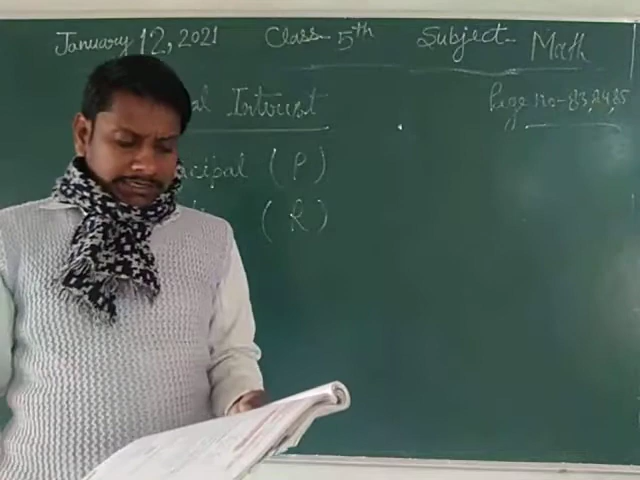 January 12, 2021 Class- 5th Subject- Math
al Interest Page no-83,84,85
cipal (P)
(R)